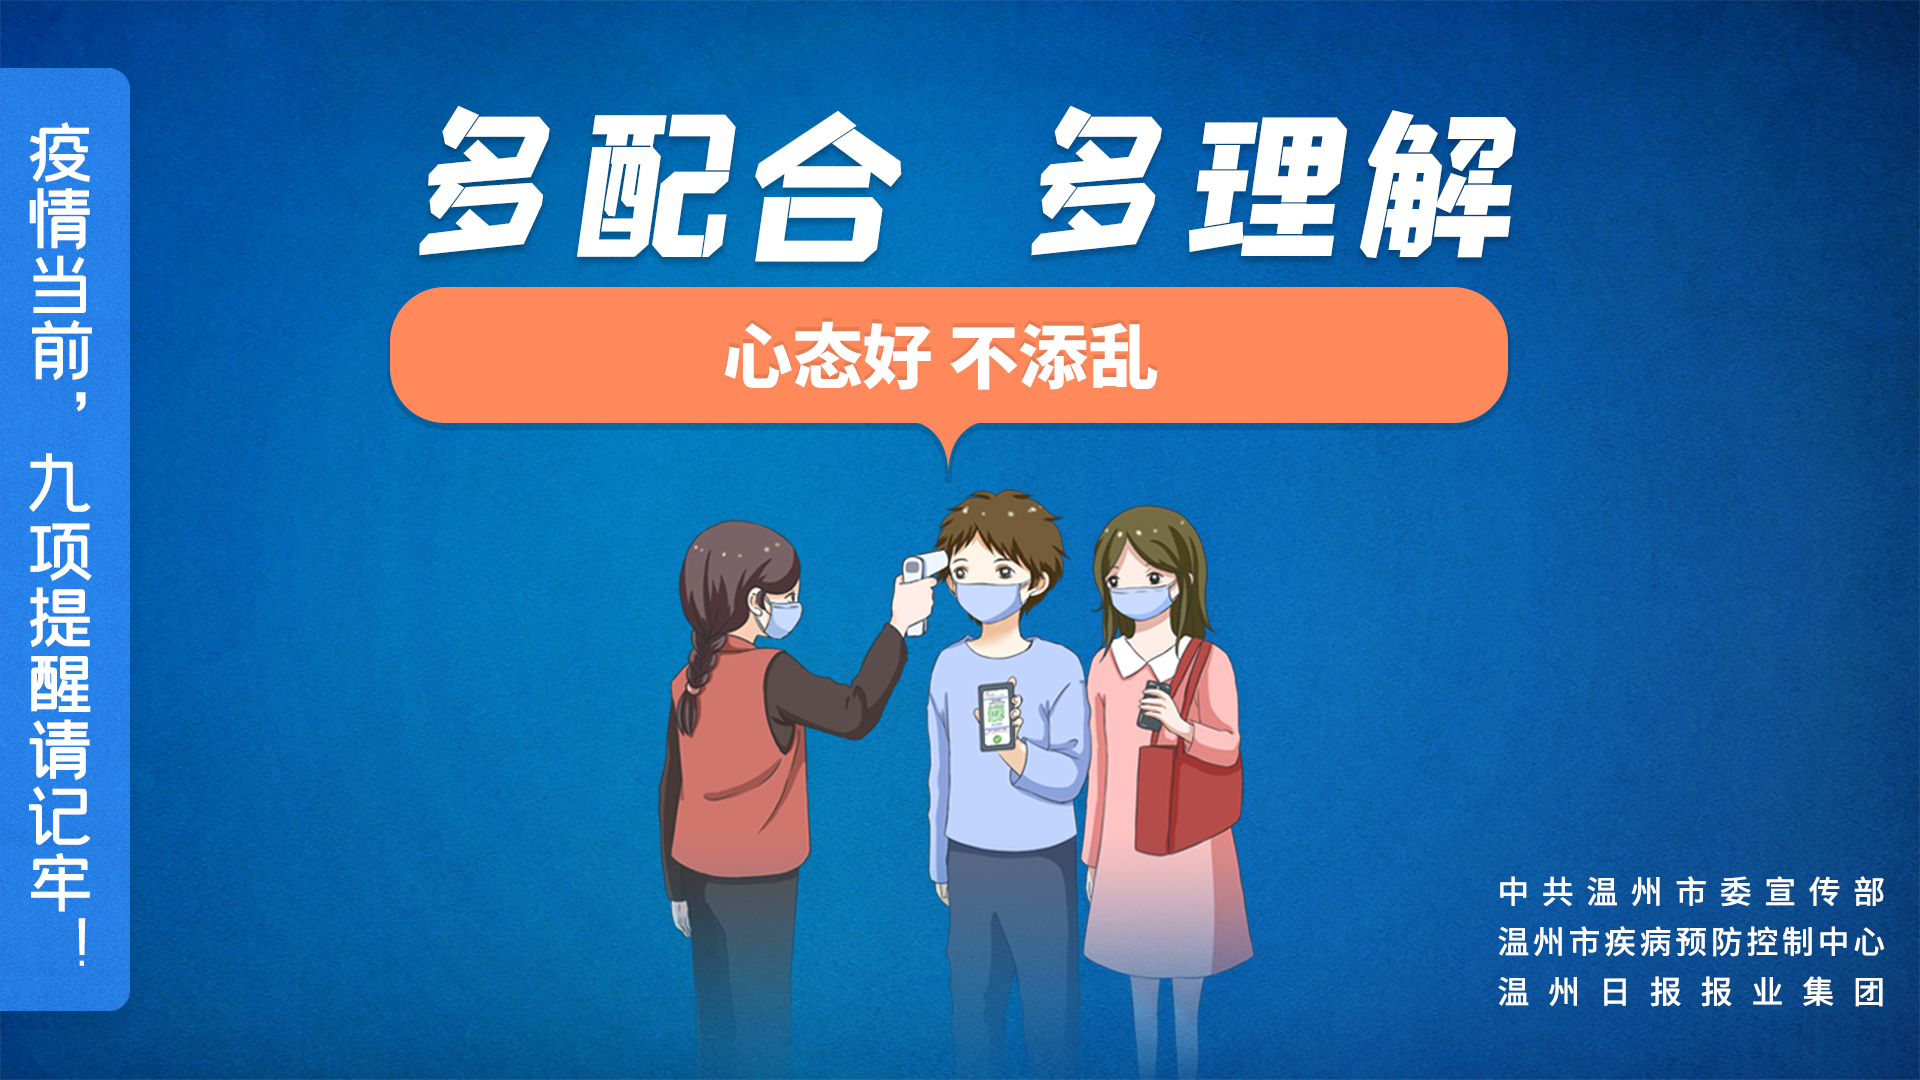 疫情当前，九项提醒请记牢！
多配合 多理解
心态好 不添乱
中共温州市委宣传部
温州市疾病预防控制中心
温州日报报业集团